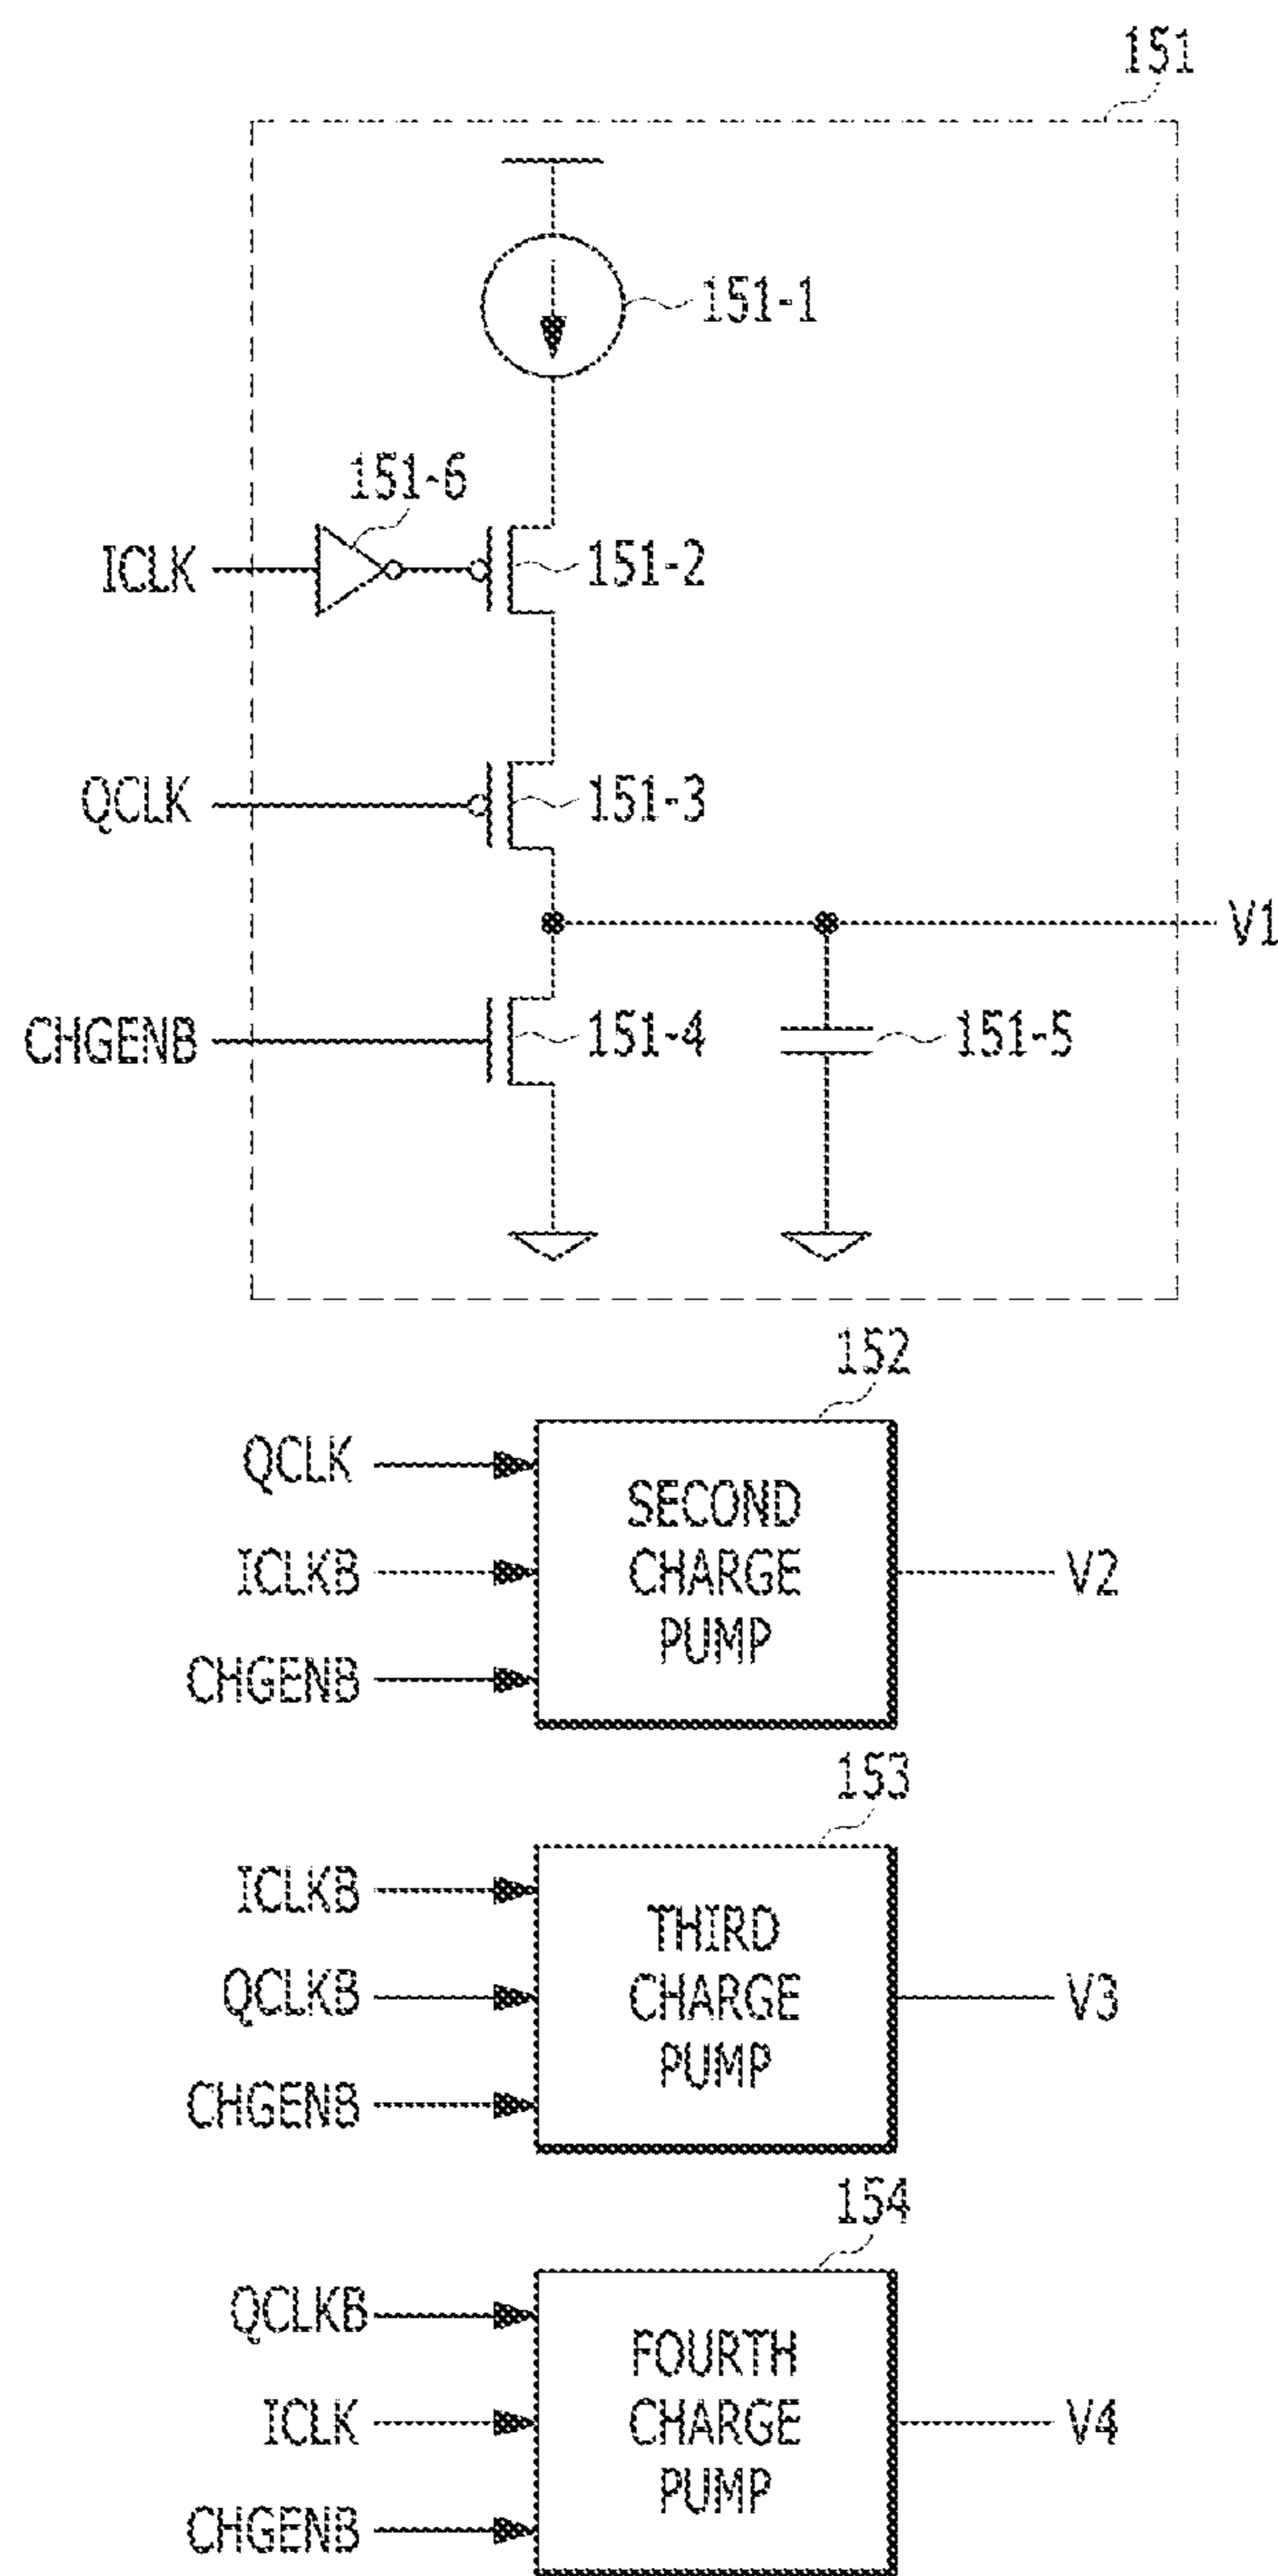 151
151-1
151-6
ICLK
151-2
QCLK
151-3
V1
CHGENB
151-4
151-5
152
QCLK
ICLKB
CHGENB
SECOND
CHARGE
PUMP
V2
153
ICLKB
QCLKB
CHGENB
THIRD
CHARGE
PUMP
V3
154
QCLKB
ICLK
CHGENB
FOURTH
CHARGE
PUMP
V4